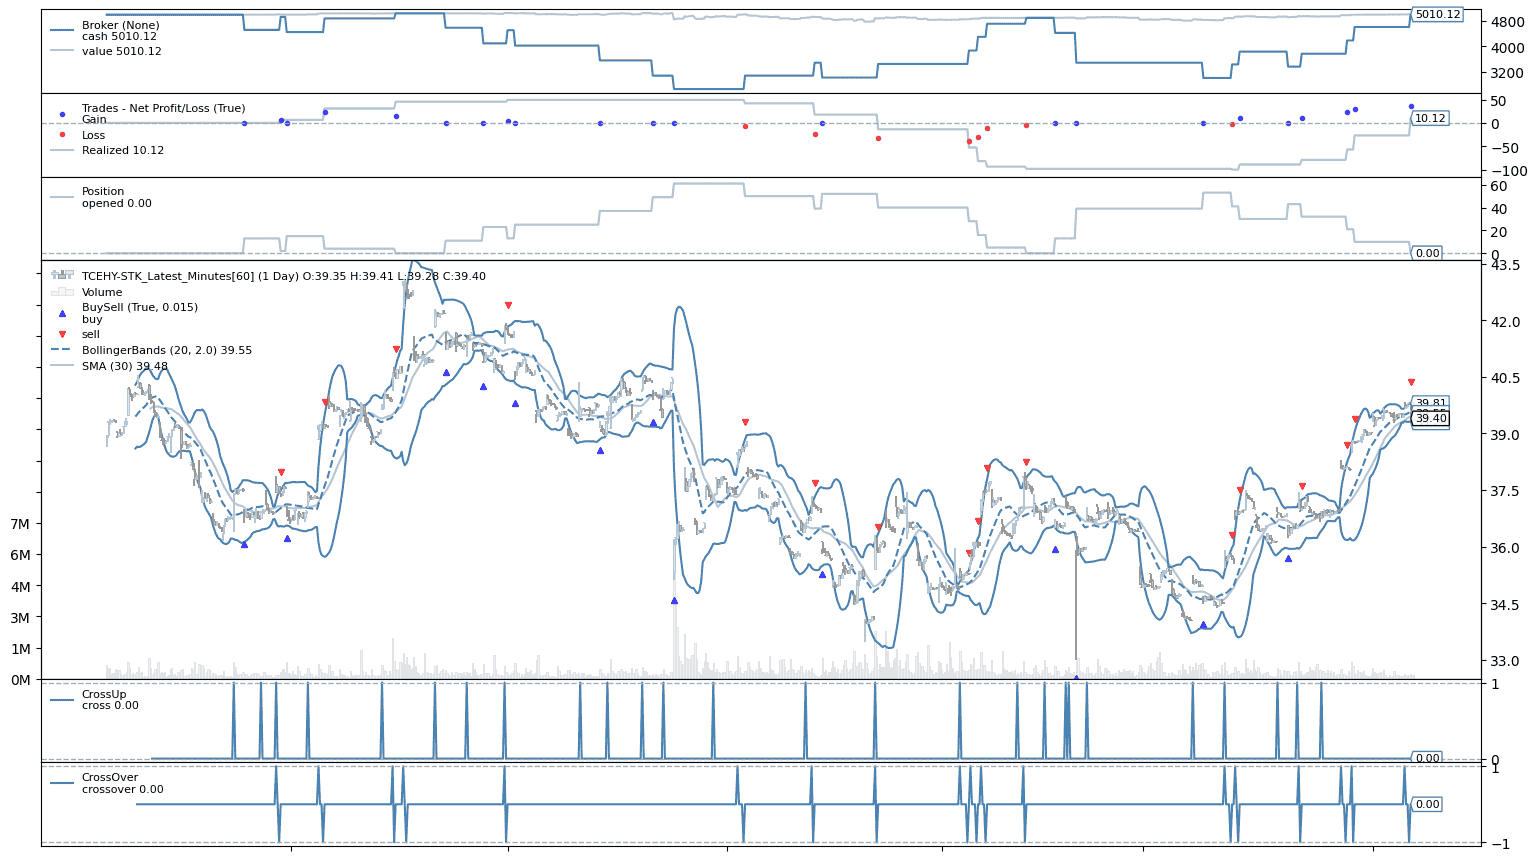 Broker (None)
cash 5010.12
value 5010.12
5010.12
4800
4000
3200
Trades - Net Profit/Loss (True)
Gain
Loss
Realized 10.12
50
10.12
0
−50
−100
Position
opened 0.00
60
40
20
0
0.00
TCEHY-STK_Latest_Minutes[60] (1 Day) O:39.35 H:39.41 L:39.28 C:39.40
Volume
BuySell (True, 0.015)
buy
sell
BollingerBands (20, 2.0) 39.55
SMA (30) 39.48
43.5
42.0
40.5
39.81
39.40
39.0
37.5
36.0
34.5
33.0
7M
6M
4M
3M
1M
0M
CrossUp
cross 0.00
1
0.00
0
CrossOver
crossover 0.00
1
0.00
−1